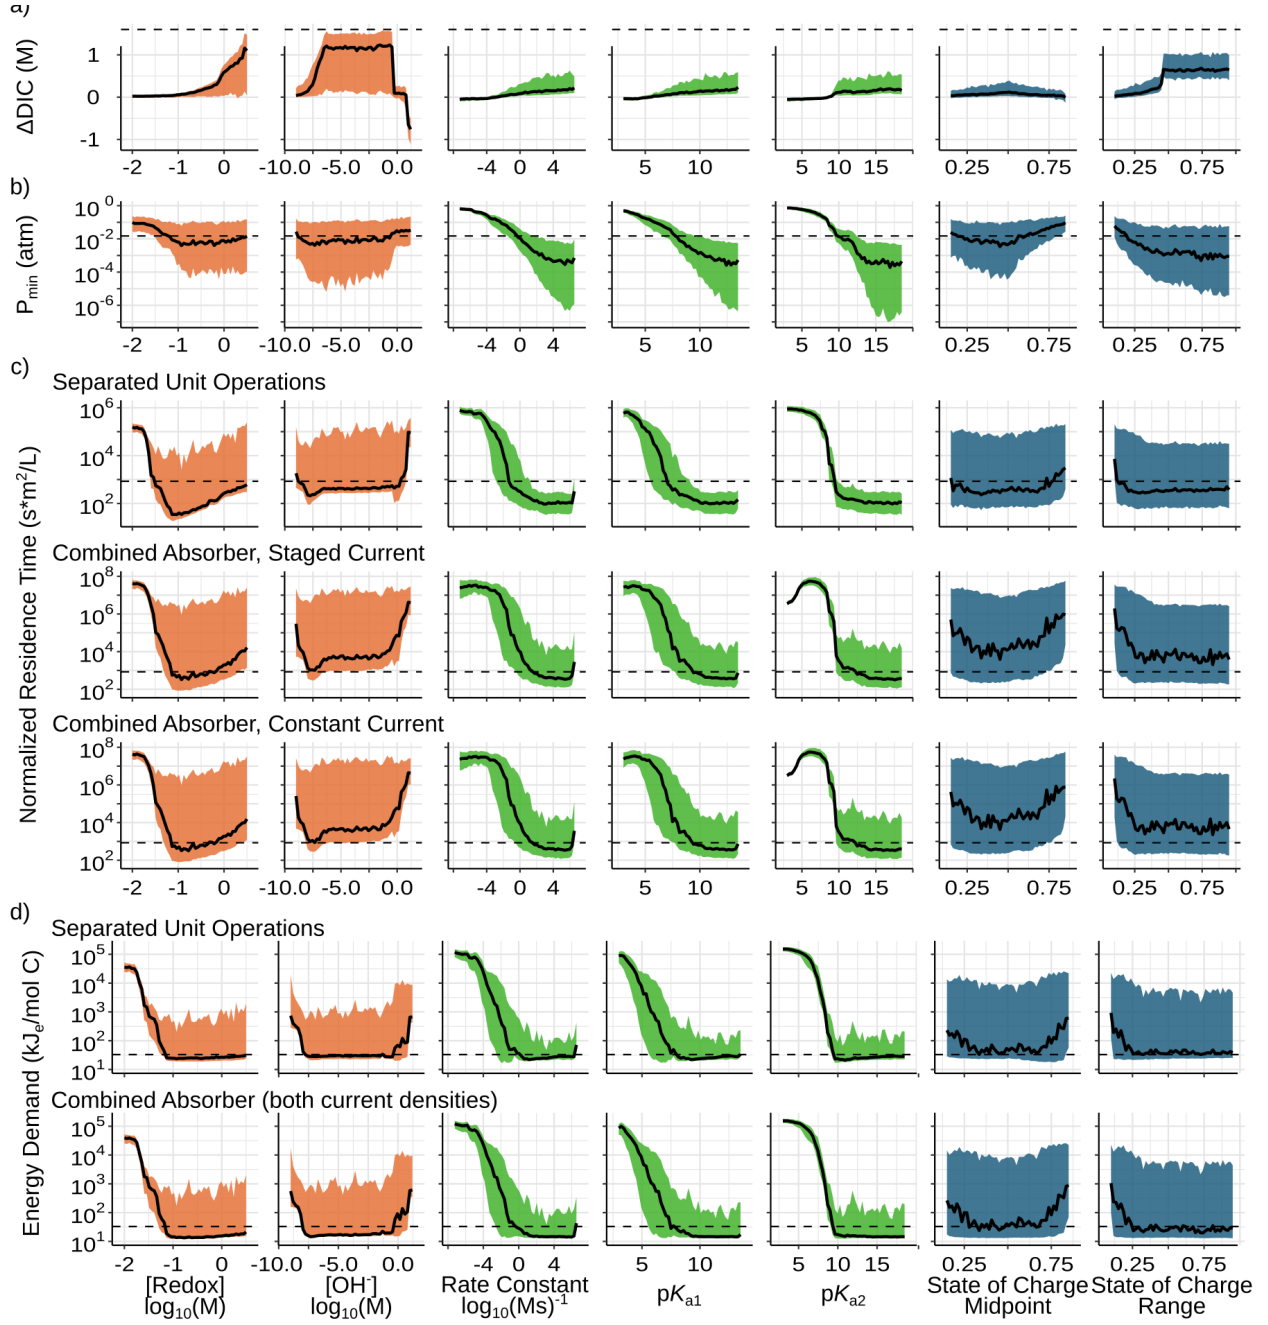 a)
ΔDIC (M)
1
0
-1
-2 -1 0 -10.0 -5.0 0.0 -4 0 4 5 10 5 10 15 0.25 0.75 0.25 0.75
b)
P_min (atm)
10^0
10^-2
10^-4
10^-6
-2 -1 0 -10.0 -5.0 0.0 -4 0 4 5 10 5 10 15 0.25 0.75 0.25 0.75
c)
Separated Unit Operations
Normalized Residence Time (s*m^2/L)
10^6
10^4
10^2
Combined Absorber, Staged Current
10^8
10^6
10^4
10^2
Combined Absorber, Constant Current
10^8
10^6
10^4
10^2
-2 -1 0 -10.0 -5.0 0.0 -4 0 4 5 10 5 10 15 0.25 0.75 0.25 0.75
d)
Separated Unit Operations
Energy Demand (kJ_e/mol C)
10^5
10^4
10^3
10^2
10^1
Combined Absorber (both current densities)
10^5
10^4
10^3
10^2
10^1
-2 -1 0 -10.0 -5.0 0.0 -4 0 4 5 10 5 10 15 0.25 0.75 0.25 0.75
[Redox] log_10(M)
[OH^-] log_10(M)
Rate Constant log_10(Ms)^-1
pK_a1
pK_a2
State of Charge Midpoint
State of Charge Range